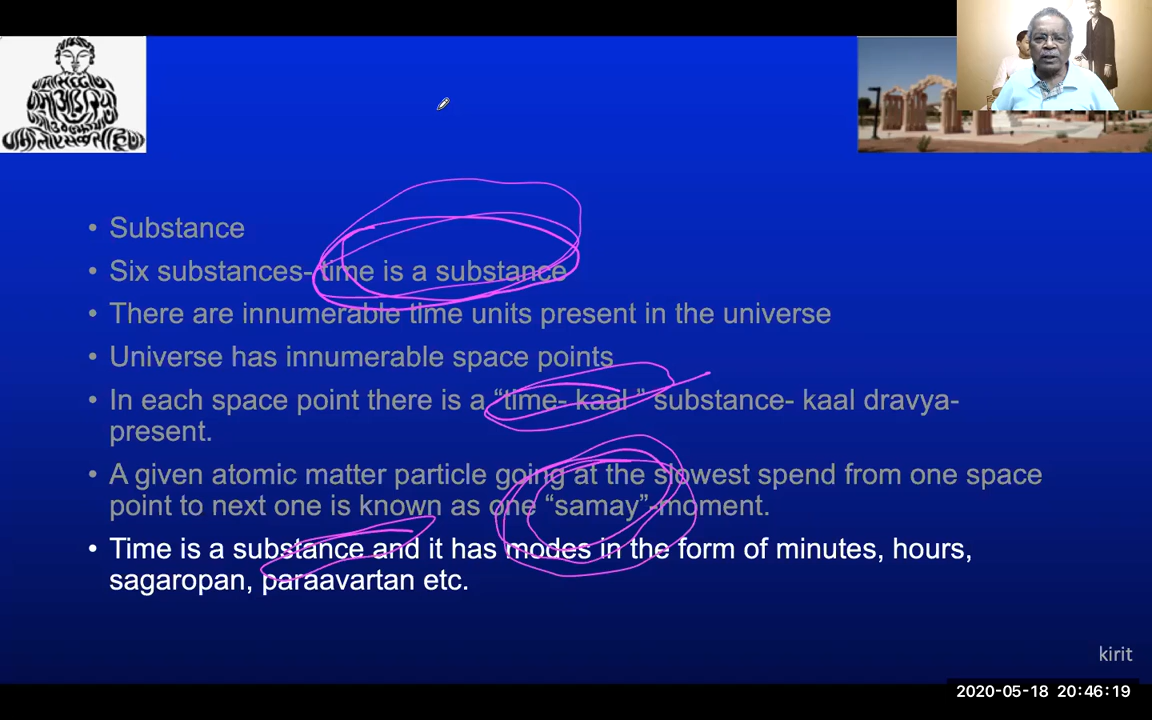 • Substance
• Six substances- time is a substance
• There are innumerable time units present in the universe
• Universe has innumerable space points
• In each space point there is a “time- kaal ” substance- kaal dravya-
present.
• A given atomic matter particle going at the slowest spend from one space
point to next one is known as one “samay”-moment.
• Time is a substance and it has modes in the form of minutes, hours,
sagaropan, paraavartan etc.
kirit
2020-05-18 20:46:19